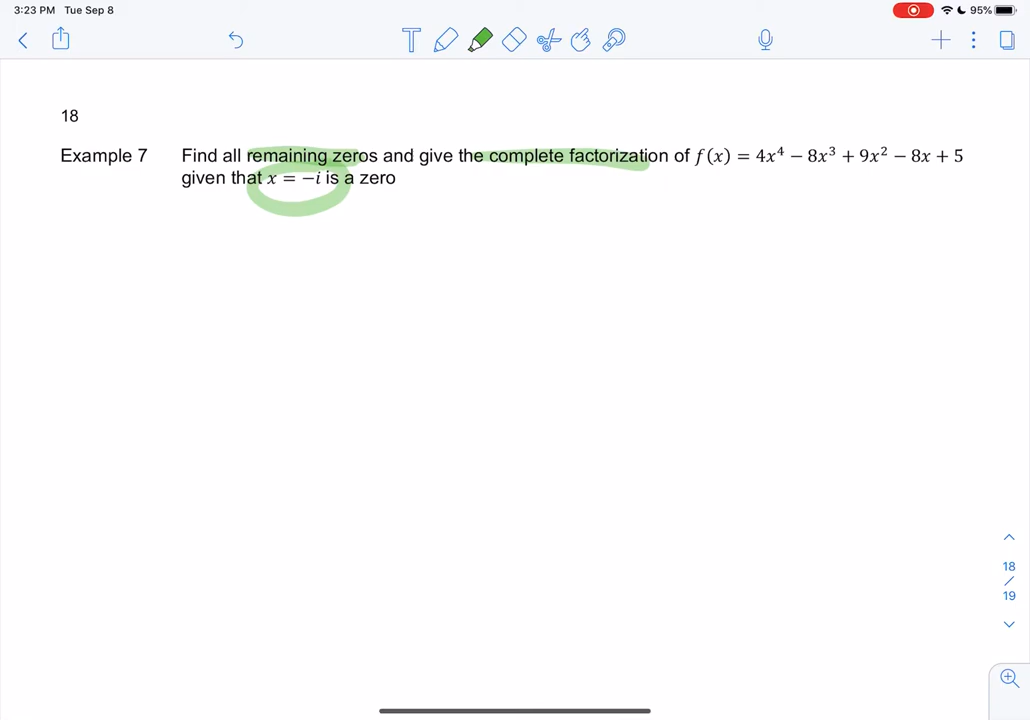 3:23 PM Tue Sep 8 95%
T
18
Example 7 Find all remaining zeros and give the complete factorization of f(x) = 4x⁴ − 8x³ + 9x² − 8x + 5
given that x = −i is a zero
18
/
19